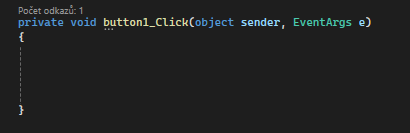 Počet odkazů: 1
private void button1_Click(object sender, EventArgs e)
{
}